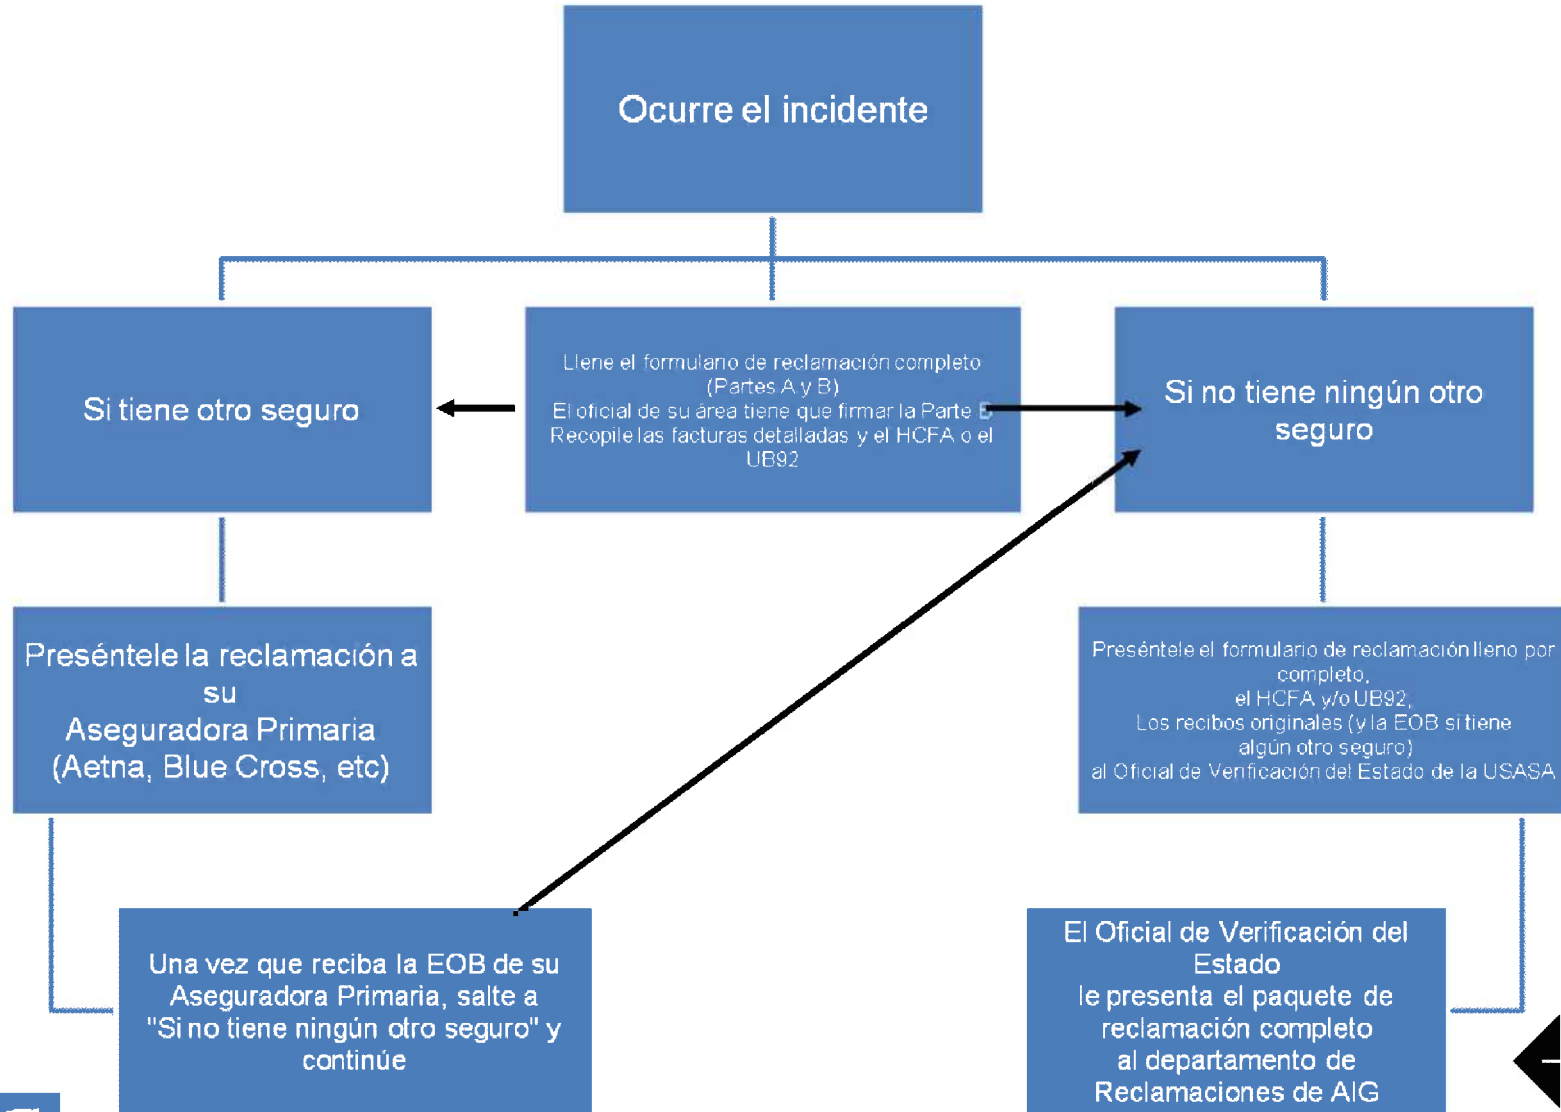 Ocurre el incidente
Si tiene otro seguro
Llene el formulario de reclamación completo
(Partes A y B)
El oficial de su área tiene que firmar la Parte B
Recopile las facturas detalladas y el HCFA o el
UB92
Si no tiene ningún otro
seguro
Preséntele la reclamación a
su
Aseguradora Primaria
(Aetna, Blue Cross, etc)
Preséntele el formulario de reclamación lleno por
completo,
el HCFA y/o UB92,
Los recibos originales (y la EOB si tiene
algún otro seguro)
al Oficial de Verificación del Estado de la USASA
Una vez que reciba la EOB de su
Aseguradora Primaria, salte a
"Si no tiene ningún otro seguro" y
continúe
El Oficial de Verificación del
Estado
le presenta el paquete de
reclamación completo
al departamento de
Reclamaciones de AIG